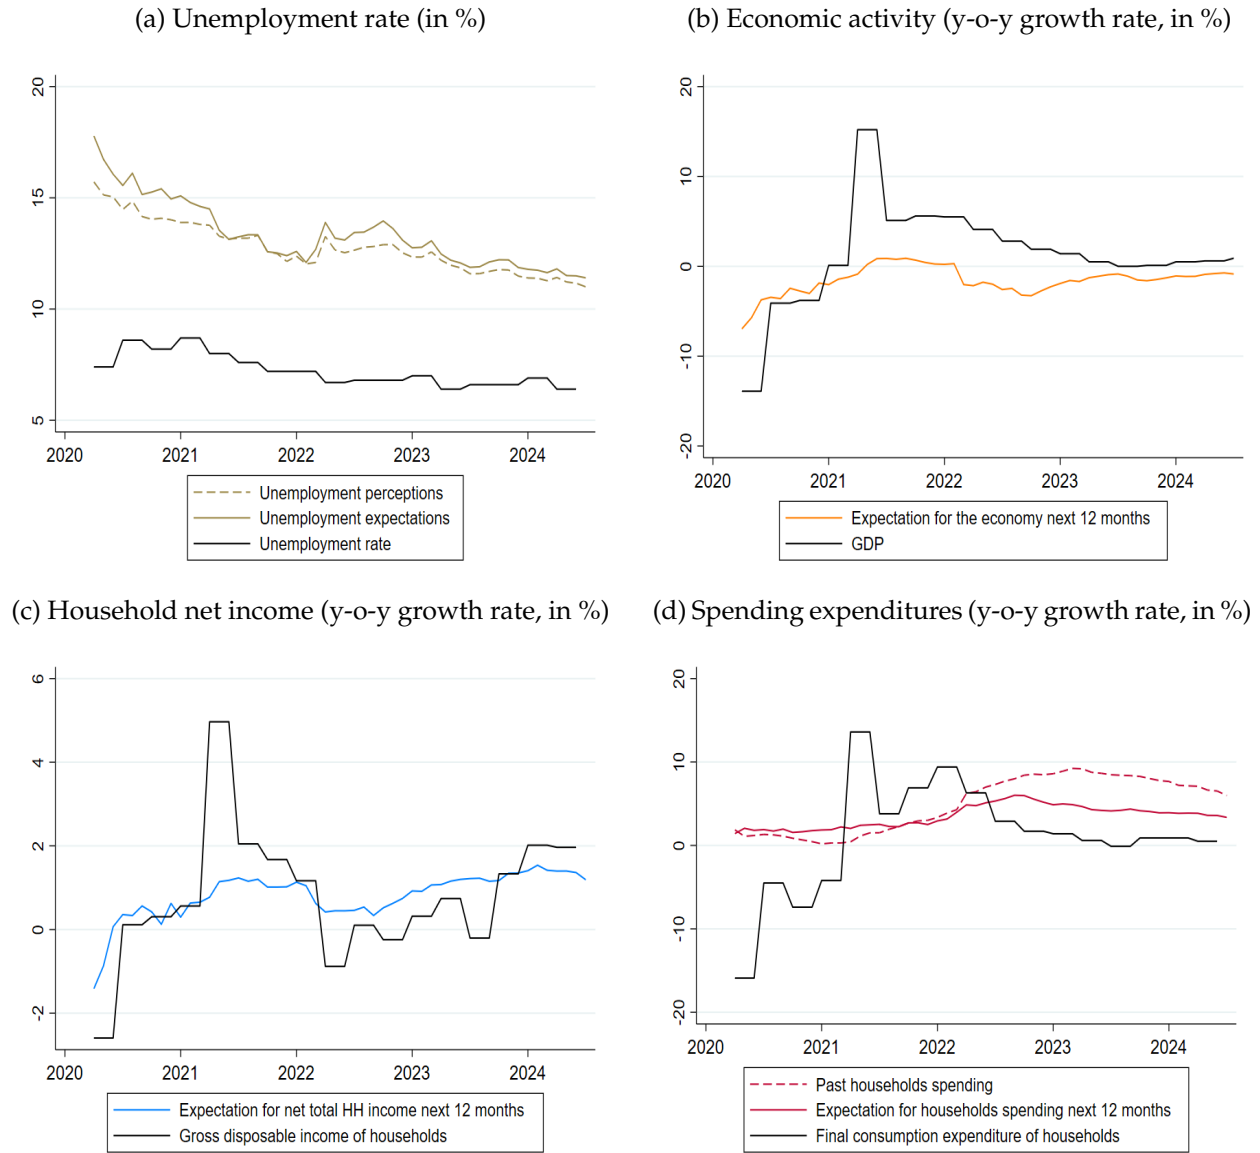 (a) Unemployment rate (in %)
20
15
10
5
2020 2021 2022 2023 2024
Unemployment perceptions
Unemployment expectations
Unemployment rate
(b) Economic activity (y-o-y growth rate, in %)
20
10
0
-10
-20
2020 2021 2022 2023 2024
Expectation for the economy next 12 months
GDP
(c) Household net income (y-o-y growth rate, in %)
6
4
2
0
-2
2020 2021 2022 2023 2024
Expectation for net total HH income next 12 months
Gross disposable income of households
(d) Spending expenditures (y-o-y growth rate, in %)
20
10
0
-10
-20
2020 2021 2022 2023 2024
Past households spending
Expectation for households spending next 12 months
Final consumption expenditure of households